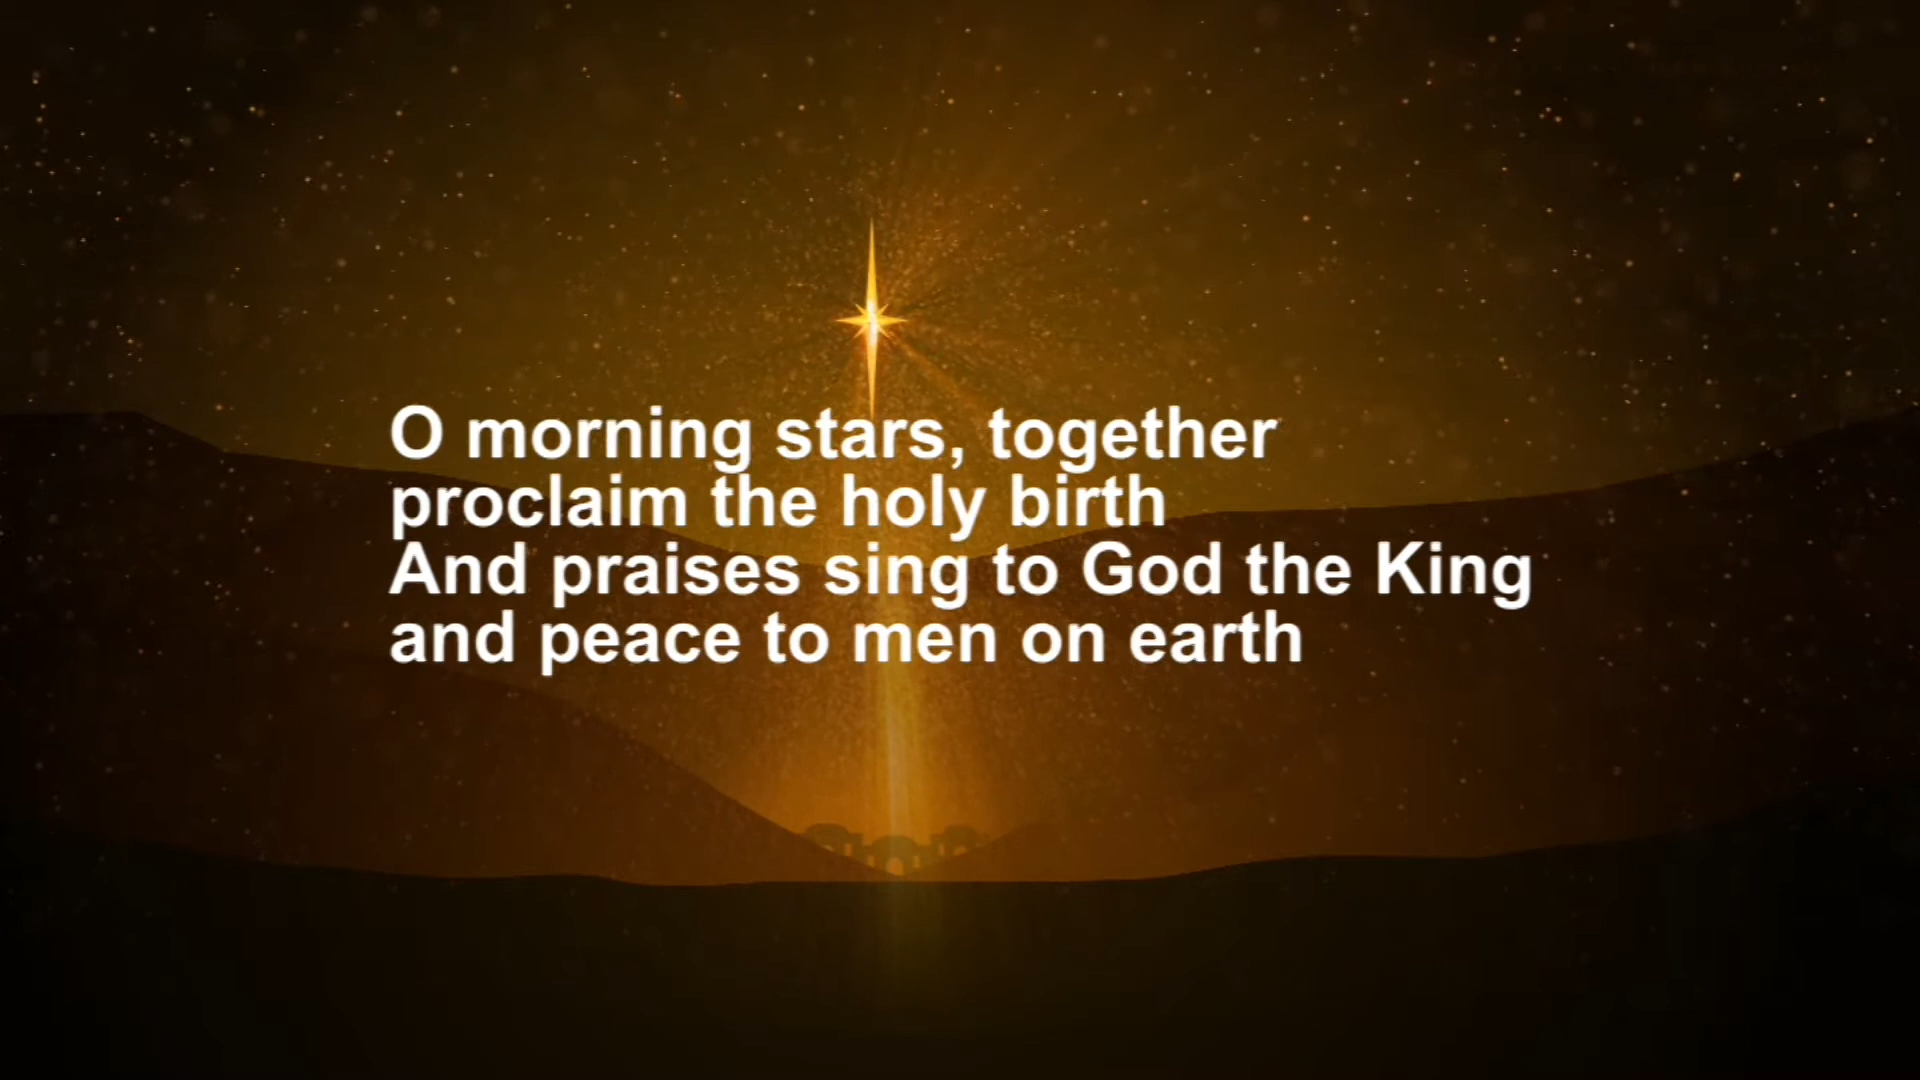 O morning stars, together
proclaim the holy birth
And praises sing to God the King
and peace to men on earth